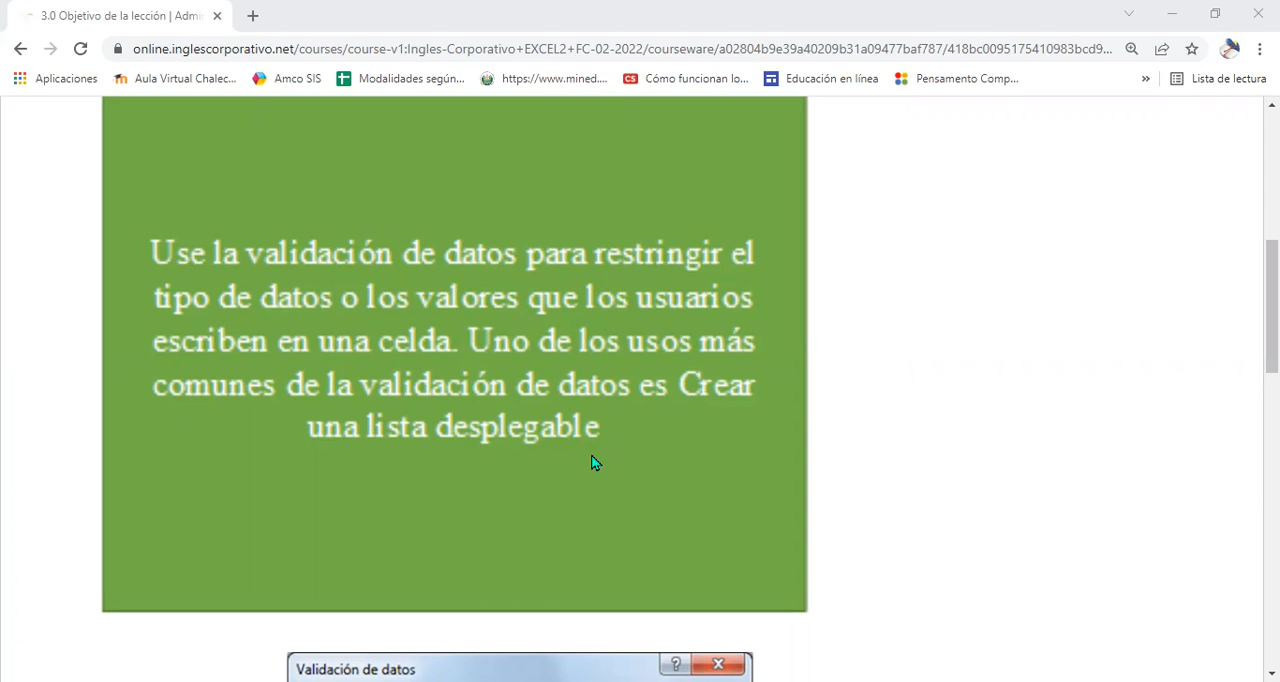 3.0 Objetivo de la lección | Admi
online.inglescorporativo.net/courses/course-v1:Ingles-Corporativo+EXCEL2+FC-02-2022/courseware/a02804b9e39a40209b31a09477baf787/418bc0095175410983bcd9...
Aplicaciones Aula Virtual Chalec... Amco SIS Modalidades según,... https://www.mined.... CS Cómo funcionan lo... Educación en línea Pensamento Comp... » Lista de lectura
Use la validación de datos para restringir el
tipo de datos o los valores que los usuarios
escriben en una celda. Uno de los usos más
comunes de la validación de datos es Crear
una lista desplegable
Validación de datos ?